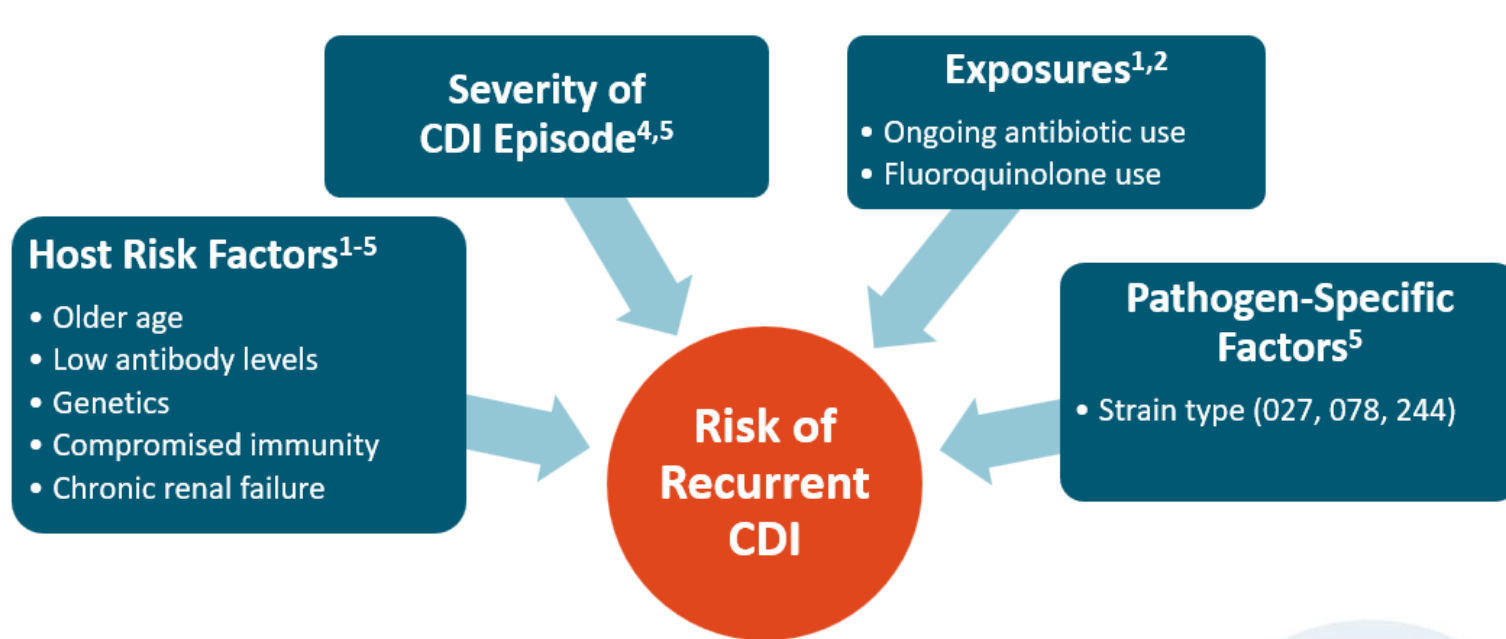 Severity of
CDI Episode4,5
Exposures1,2
• Ongoing antibiotic use
• Fluoroquinolone use
Host Risk Factors1-5
• Older age
• Low antibody levels
• Genetics
• Compromised immunity
• Chronic renal failure
Pathogen-Specific
Factors5
• Strain type (027, 078, 244)
Risk of
Recurrent
CDI